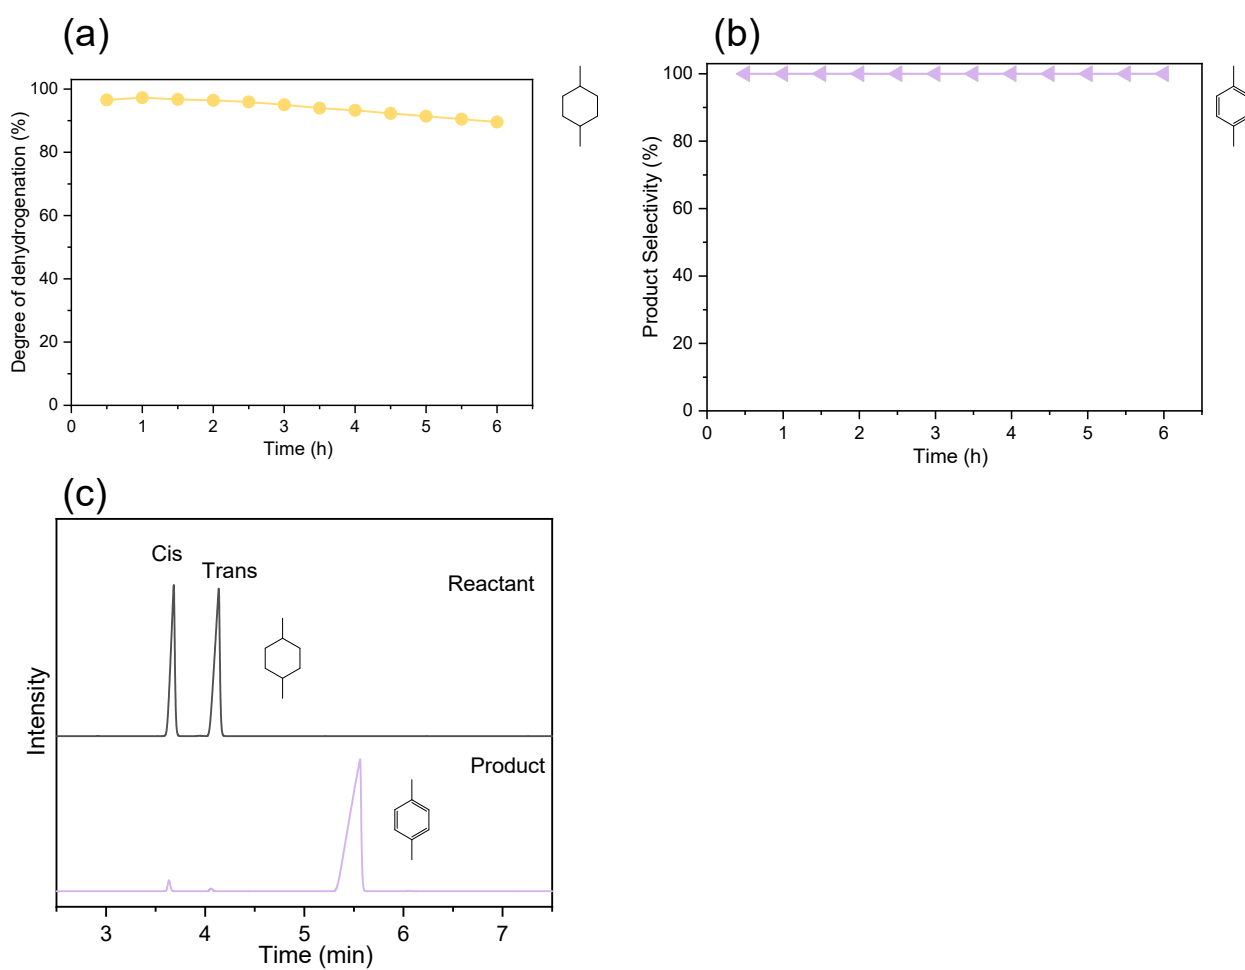 (a)
100
80
60
40
20
0
Degree of dehydrogenation (%)
0 1 2 3 4 5 6
Time (h)
(b)
100
80
60
40
20
0
Product Selectivity (%)
0 1 2 3 4 5 6
Time (h)
(c)
Cis
Trans
Reactant
Product
Intensity
3 4 5 6 7
Time (min)